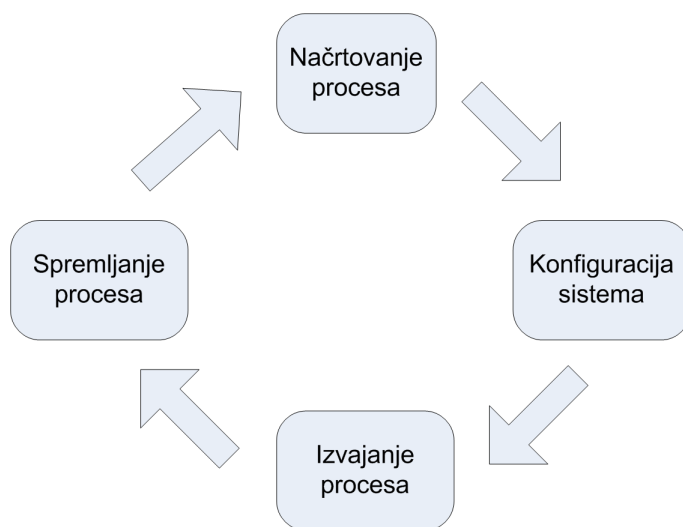 Načrtovanje
procesa
Konfiguracija
sistema
Izvajanje
procesa
Spremljanje
procesa